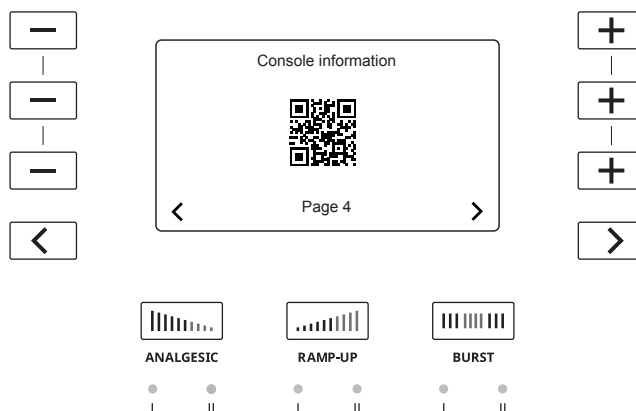 Console information
Page 4
ANALGESIC RAMP-UP BURST
I II I II I II